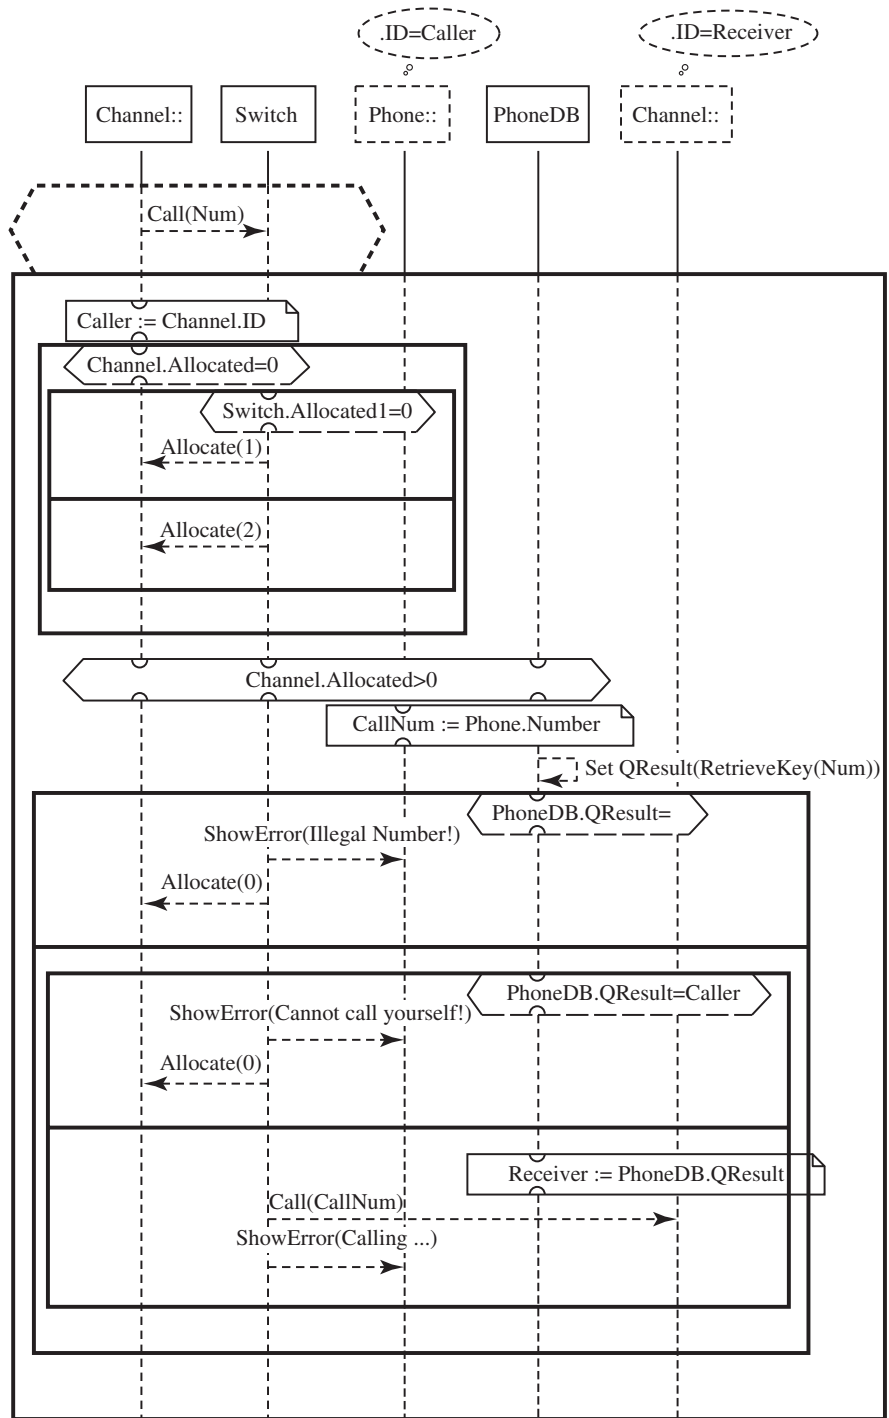 .ID=Caller
.ID=Receiver
Channel::
Switch
Phone::
PhoneDB
Channel::
Call(Num)
Caller := Channel.ID
Channel.Allocated=0
Switch.Allocated1=0
Allocate(1)
Allocate(2)
Channel.Allocated>0
CallNum := Phone.Number
Set QResult(RetrieveKey(Num))
PhoneDB.QResult=
ShowError(Illegal Number!)
Allocate(0)
PhoneDB.QResult=Caller
ShowError(Cannot call yourself!)
Allocate(0)
Receiver := PhoneDB.QResult
Call(CallNum)
ShowError(Calling ...)